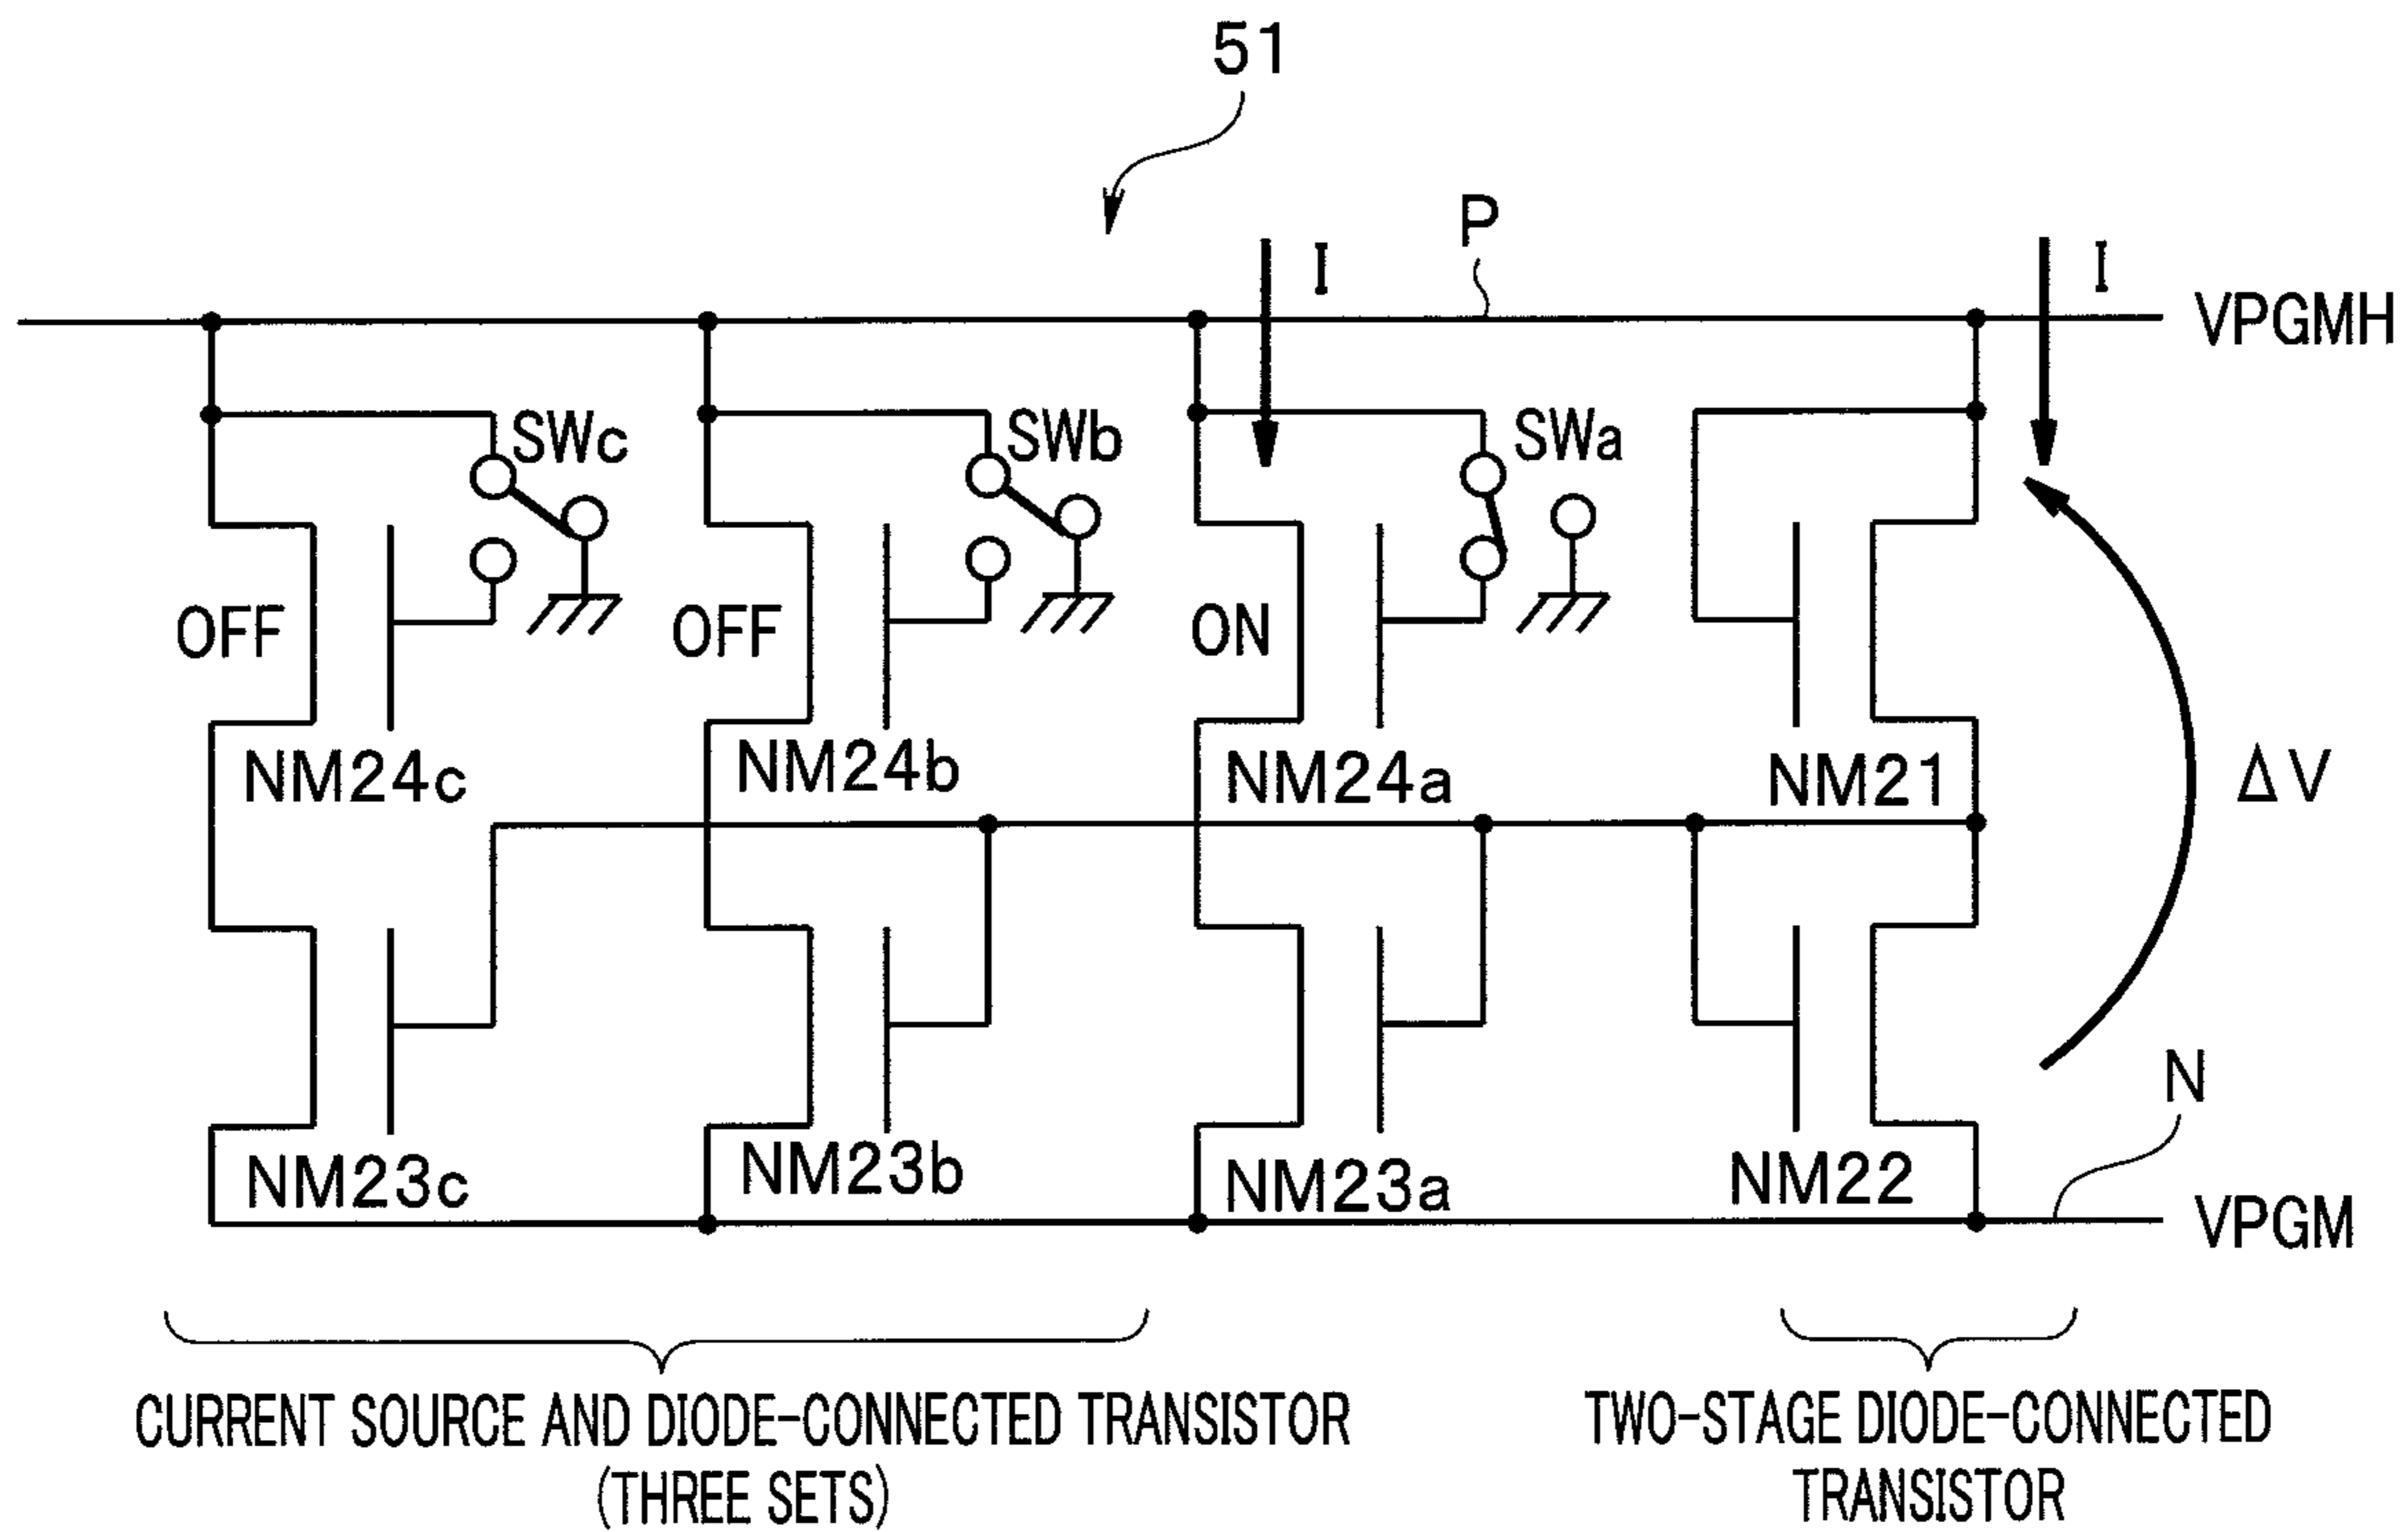 51
I
P
I
VPGMH
SWc
SWb
SWa
OFF
OFF
ON
NM24c
NM24b
NM24a
NM21
ΔV
N
NM23c
NM23b
NM23a
NM22
VPGM
CURRENT SOURCE AND DIODE-CONNECTED TRANSISTOR
(THREE SETS)
TWO-STAGE DIODE-CONNECTED
TRANSISTOR